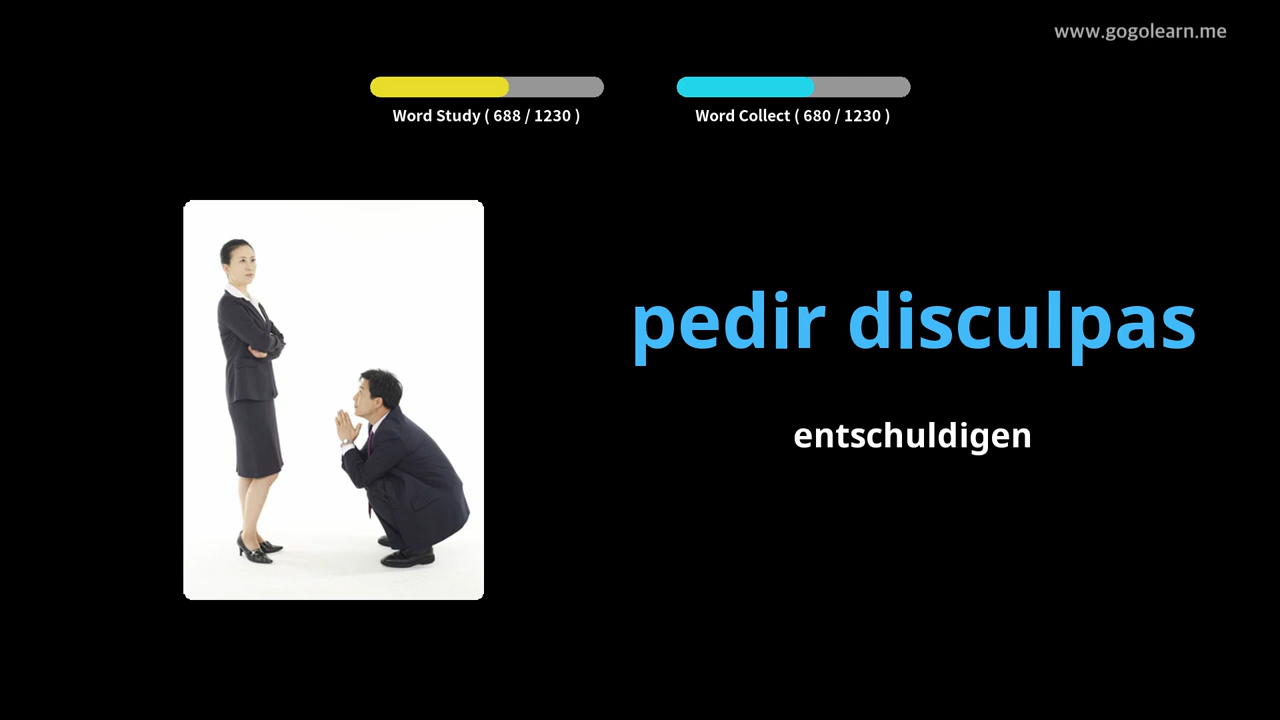 www.gogolearn.me
Word Study ( 688 / 1230 )
Word Collect ( 680 / 1230 )
pedir disculpas
entschuldigen